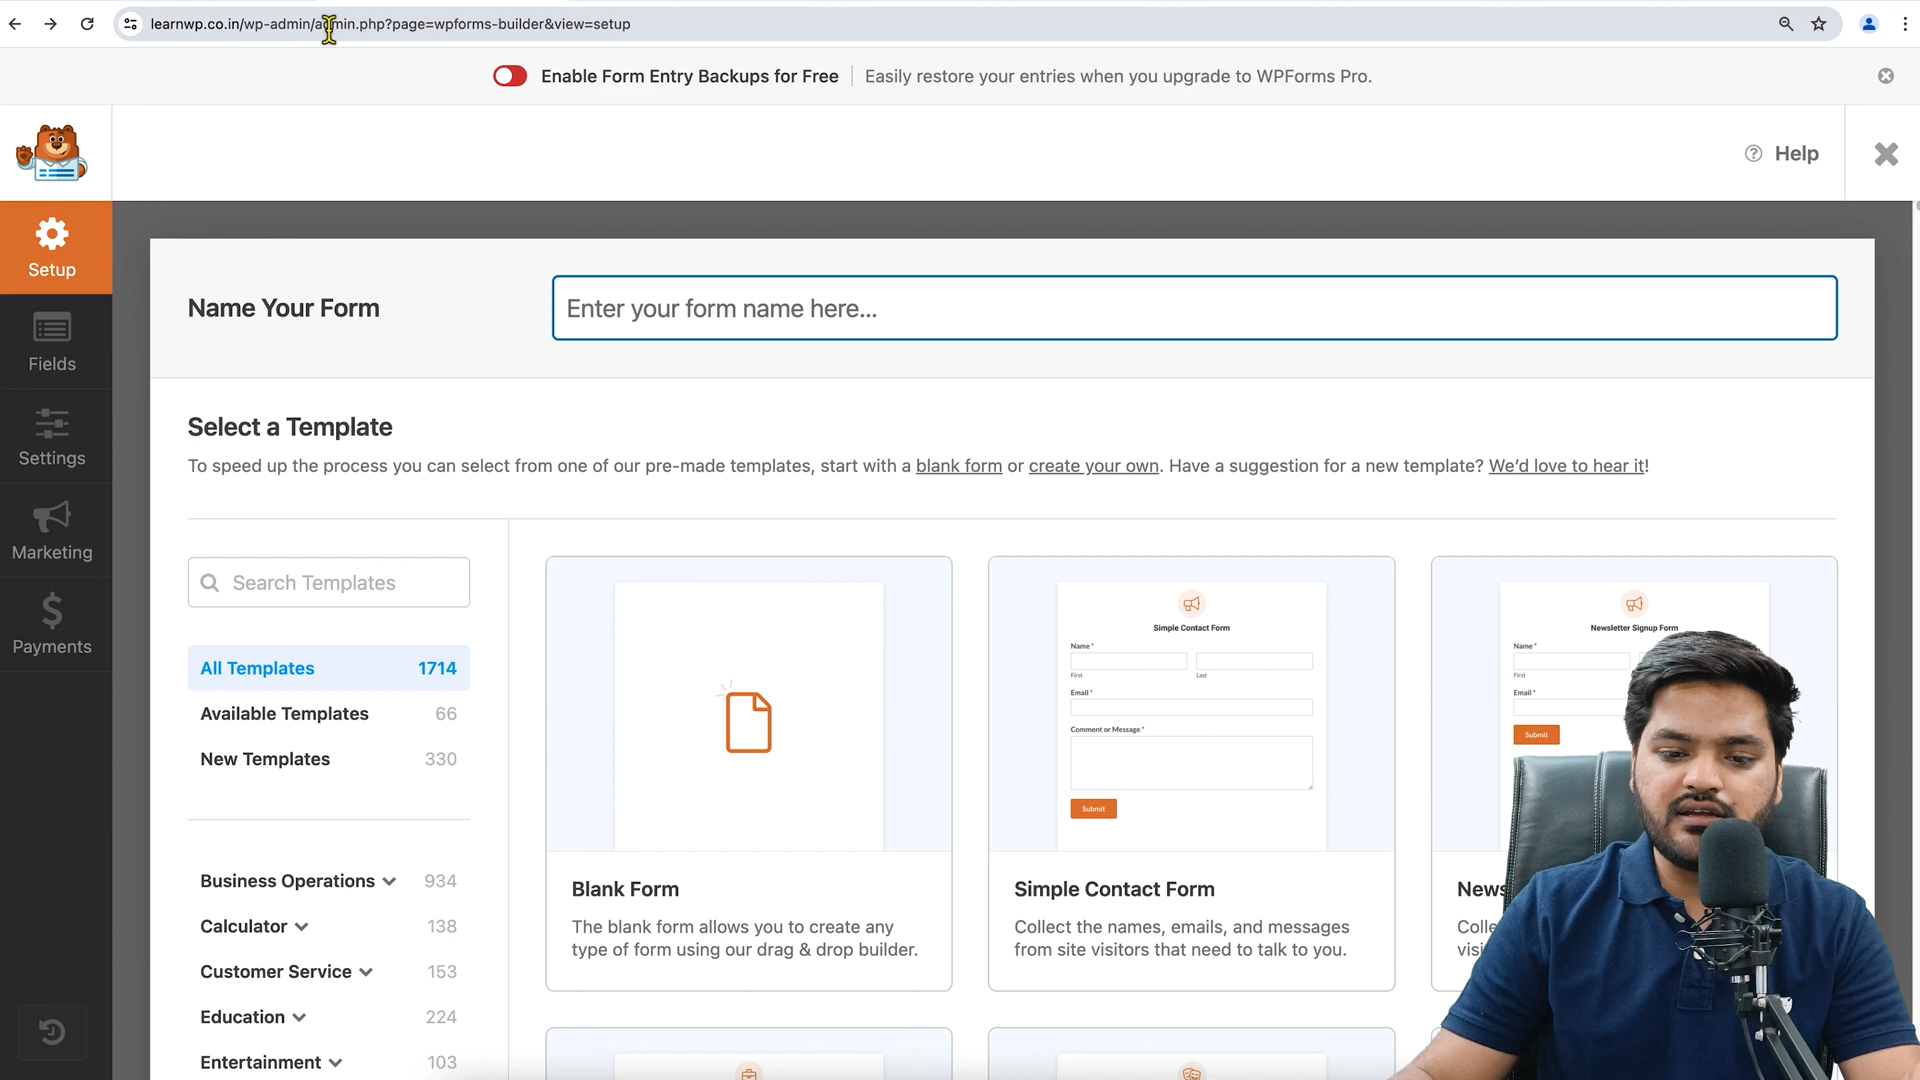 learnwp.co.in/wp-admin/admin.php?page=wpforms-builder&view=setup
Enable Form Entry Backups for Free
Easily restore your entries when you upgrade to WPForms Pro.
Help
Setup
Fields
Settings
Marketing
Payments
Name Your Form
Enter your form name here...
Select a Template
To speed up the process you can select from one of our pre-made templates, start with a blank form or create your own. Have a suggestion for a new template? We'd love to hear it!
Search Templates
All Templates 1714
Available Templates 66
New Templates 330
Business Operations 934
Calculator 138
Customer Service 153
Education 224
Entertainment 103
Blank Form
The blank form allows you to create any
type of form using our drag & drop builder.
Simple Contact Form
Name *
First
Last
Email *
Comment or Message *
Submit
Simple Contact Form
Collect the names, emails, and messages
from site visitors that need to talk to you.
Newsletter Signup Form
Name *
First
Email *
Submit